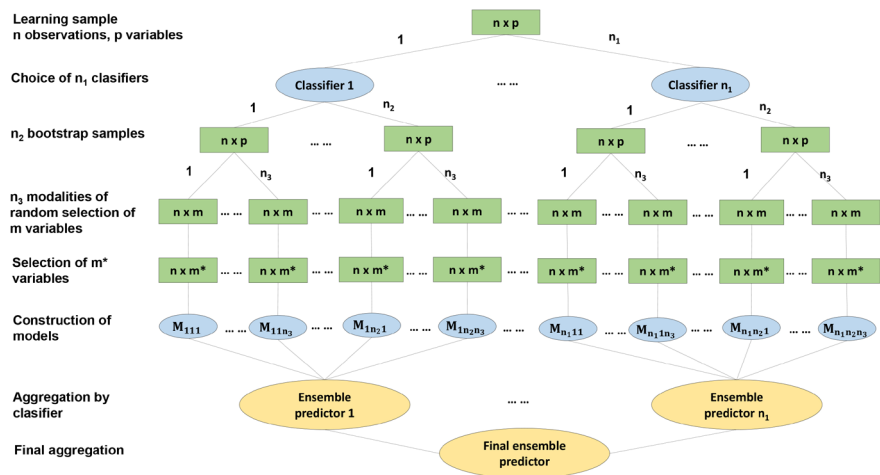 Learning sample
n observations, p variables
n x p
1
n₁
Choice of n₁ clasifiers
Classifier 1
... ...
Classifier n₁
1
n₂
1
n₂
n₂ bootstrap samples
n x p
... ...
n x p
n x p
... ...
n x p
1
n₃
1
n₃
1
n₃
1
n₃
n₃ modalities of
random selection of
m variables
n x m ... ... n x m ... ... n x m ... ... n x m ... ... n x m ... ... n x m ... ... n x m ... ... n x m
Selection of m*
variables
n x m* ... ... n x m* ... ... n x m* ... ... n x m* ... ... n x m* ... ... n x m* ... ... n x m* ... ... n x m*
Construction of
models
M₁₁₁ ... ... M₁₁ₙ₃ ... ... M₁ₙ₂₁ ... ... M₁ₙ₂ₙ₃ ... ... Mₙ₁₁₁ ... ... Mₙ₁₁ₙ₃ ... ... Mₙ₁ₙ₂₁ ... ... Mₙ₁ₙ₂ₙ₃
Aggregation by
clasifier
Ensemble
predictor 1
... ...
Ensemble
predictor n₁
Final aggregation
Final ensemble
predictor